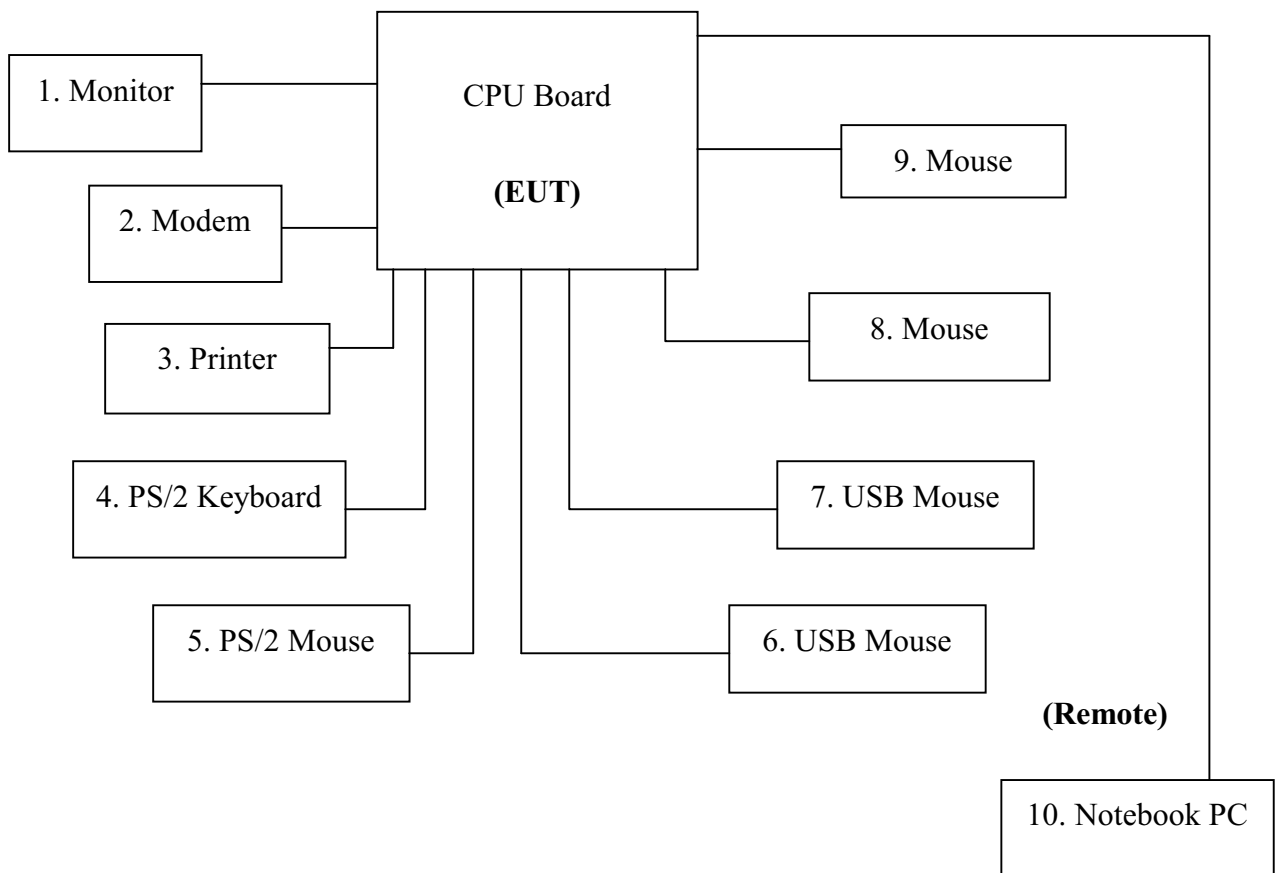 CPU Board
(EUT)
1. Monitor
2. Modem
3. Printer
4. PS/2 Keyboard
5. PS/2 Mouse
6. USB Mouse
7. USB Mouse
8. Mouse
9. Mouse
(Remote)
10. Notebook PC